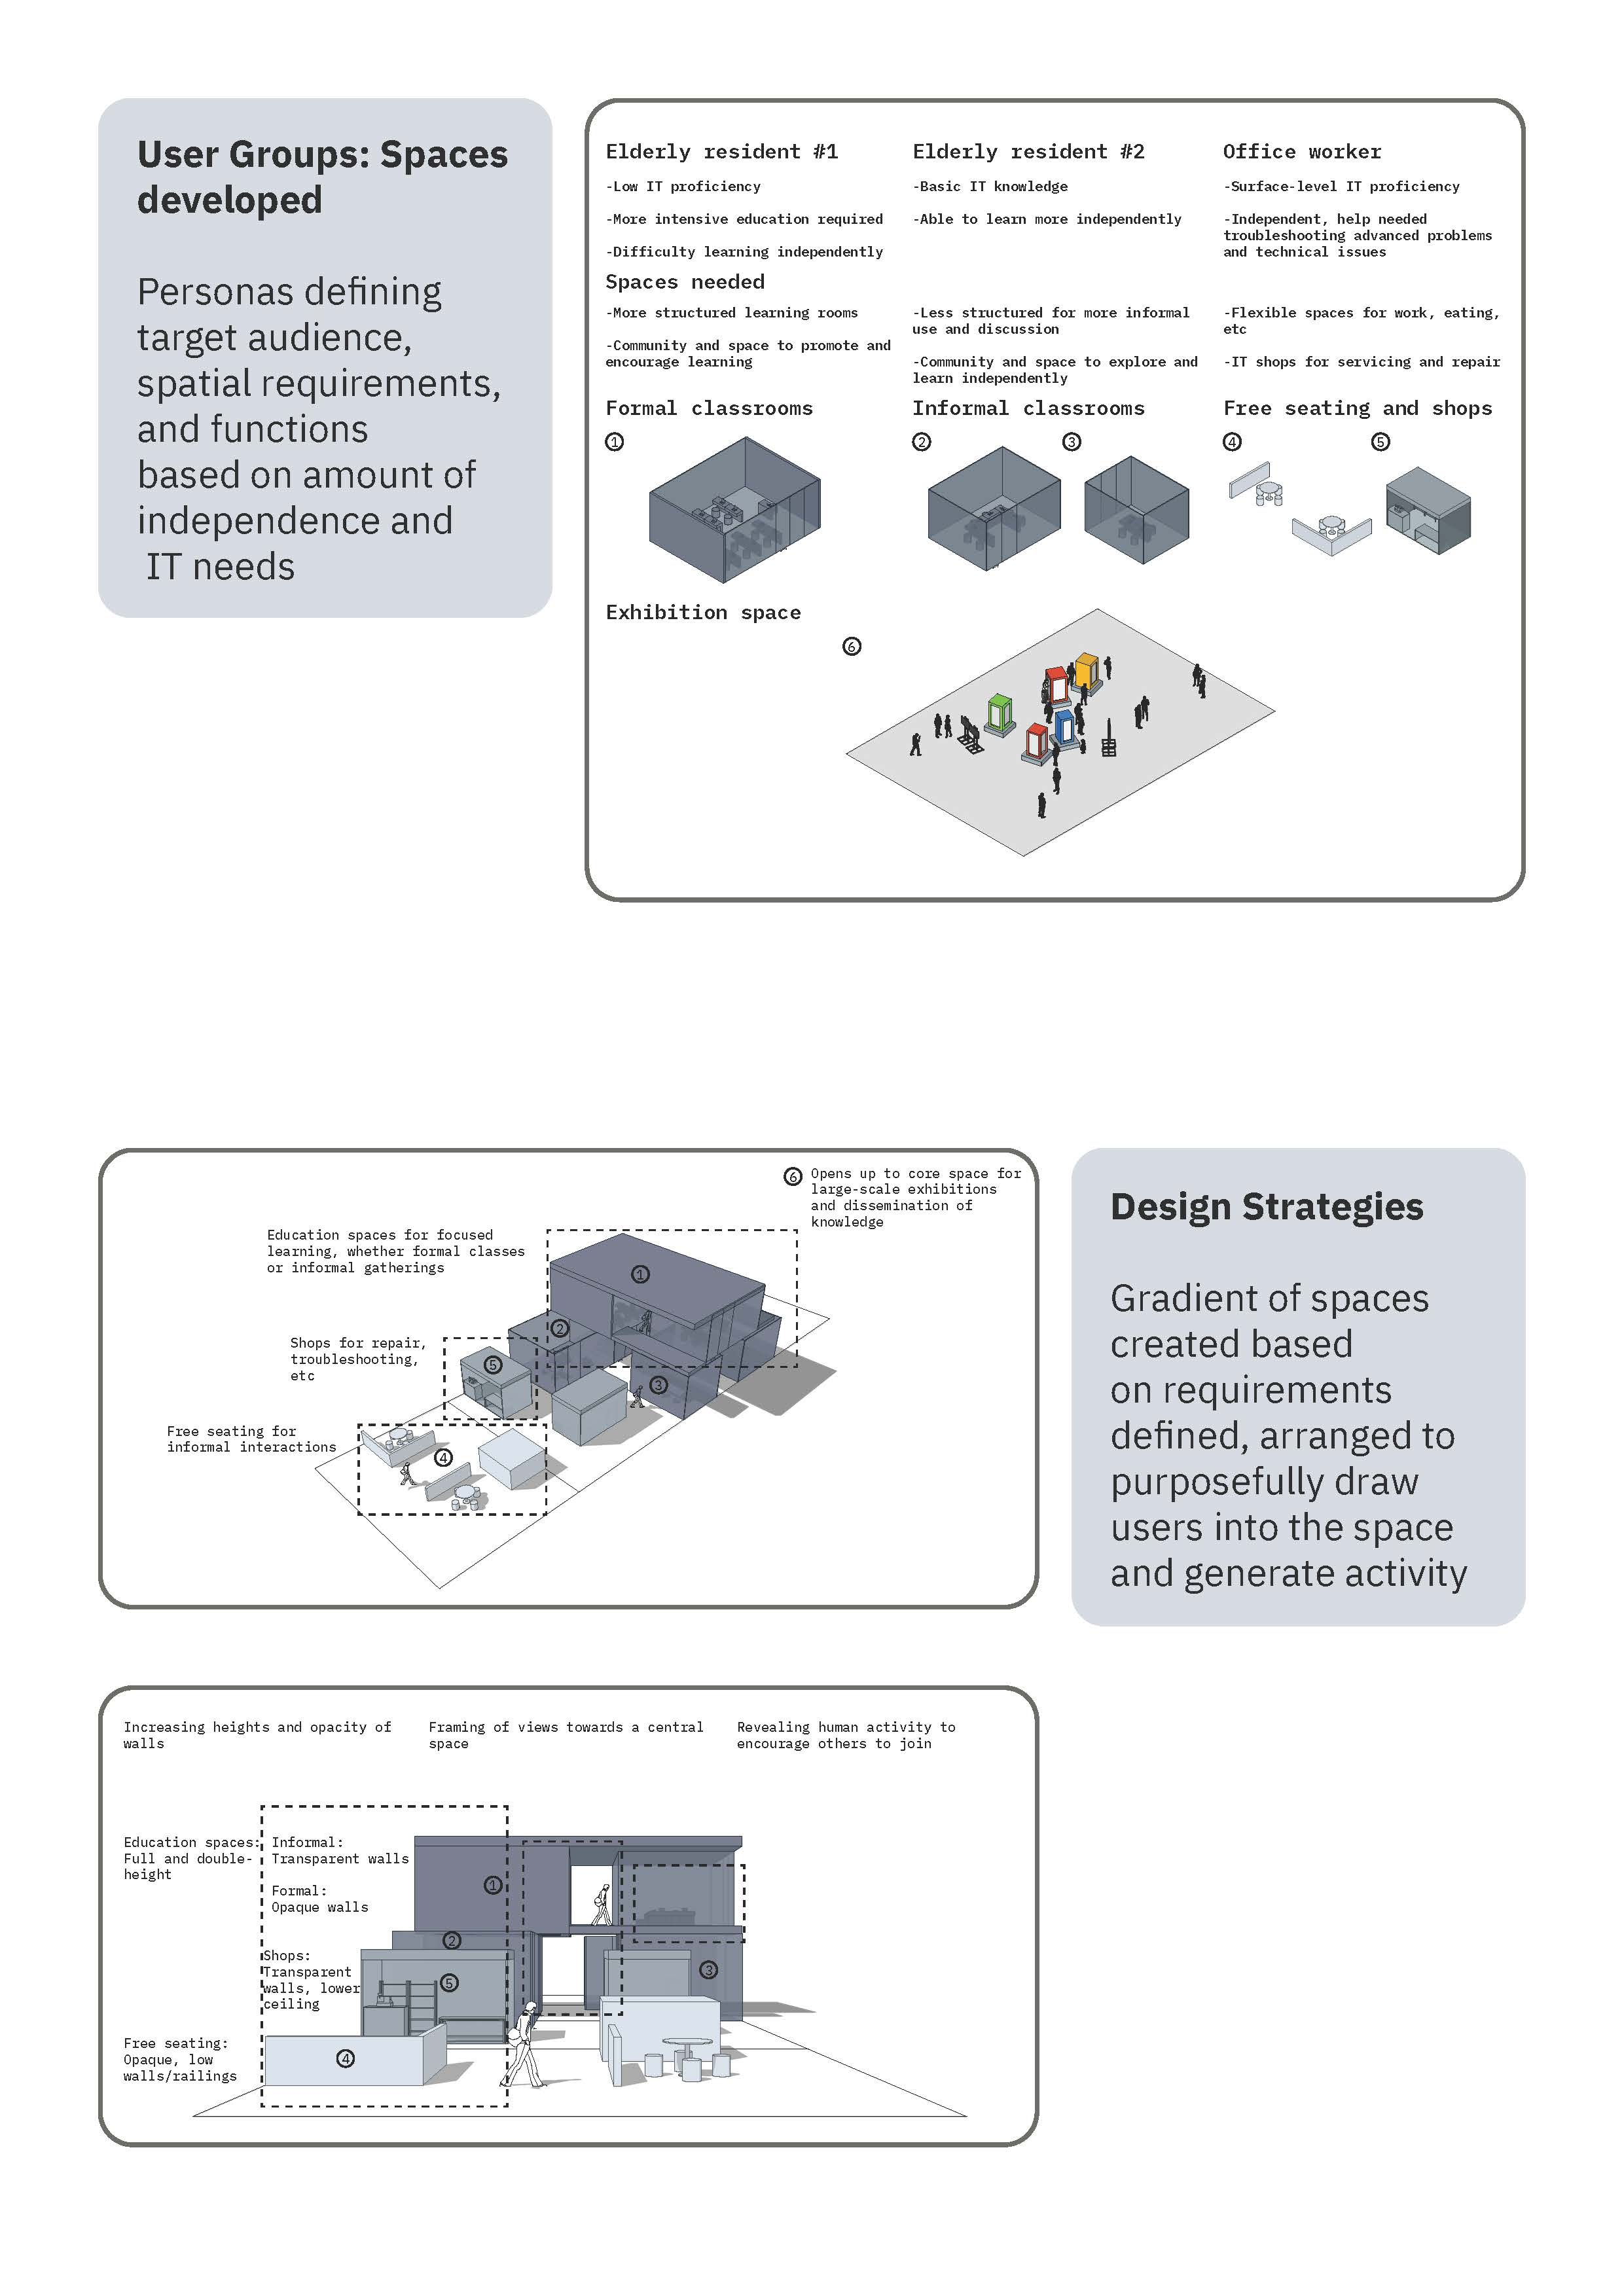 User Groups: Spaces
developed
Personas defining
target audience,
spatial requirements,
and functions
based on amount of
independence and
IT needs
Elderly resident #1
-Low IT proficiency
-More intensive education required
-Difficulty learning independently
Elderly resident #2
-Basic IT knowledge
-Able to learn more independently
Office worker
-Surface-level IT proficiency
-Independent, help needed
troubleshooting advanced problems
and technical issues
Spaces needed
-More structured learning rooms
-Community and space to promote and
encourage learning
-Less structured for more informal
use and discussion
-Community and space to explore and
learn independently
-Flexible spaces for work, eating,
etc
-IT shops for servicing and repair
Formal classrooms
1
Informal classrooms
2
3
Free seating and shops
4
5
Exhibition space
6
6
Opens up to core space for
large-scale exhibitions
and dissemination of
knowledge
Education spaces for focused
learning, whether formal classes
or informal gatherings
1
2
Shops for repair,
troubleshooting,
etc
5
3
Free seating for
informal interactions
4
Design Strategies
Gradient of spaces
created based
on requirements
defined, arranged to
purposefully draw
users into the space
and generate activity
Increasing heights and opacity of
walls
Framing of views towards a central
space
Revealing human activity to
encourage others to join
Education spaces:
Full and double-
height
Informal:
Transparent walls
Formal:
Opaque walls
1
2
Shops:
Transparent
walls, lower
ceiling
5
3
Free seating:
Opaque, low
walls/railings
4